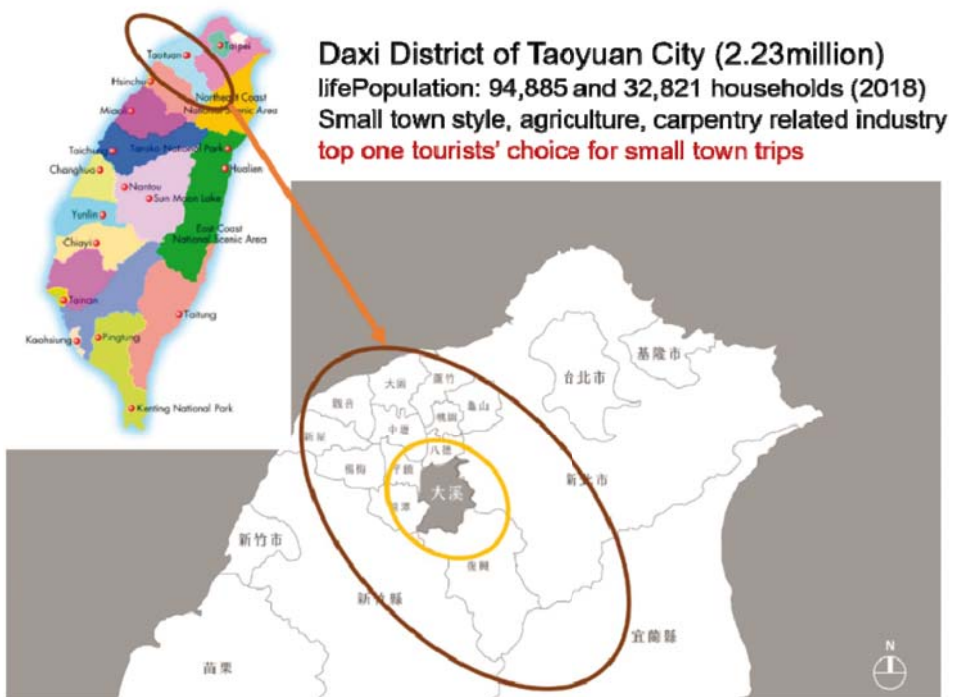 Daxi District of Taoyuan City (2.23million)
lifePopulation: 94,885 and 32,821 households (2018)
Small town style, agriculture, carpentry related industry
top one tourists' choice for small town trips
Taipei
Taotuan
Hsinchu
Northeast Coast
National Scenic Area
Miaoli
Taichung
Taroko National Park
Changhua
Hualien
Nantou
Sun Moon Lake
Yunlin
East Coast
National Scenic Area
Chiayi
Tainan
Taitung
Kaohsiung
Pingtung
Kenting National Park
基隆市
台北市
蘆竹
大園
龜山
觀音
桃園
中壢
新屋
八德
楊梅
平鎮
新北市
大溪
龍潭
新竹市
復興
新竹縣
宜蘭縣
苗栗
N